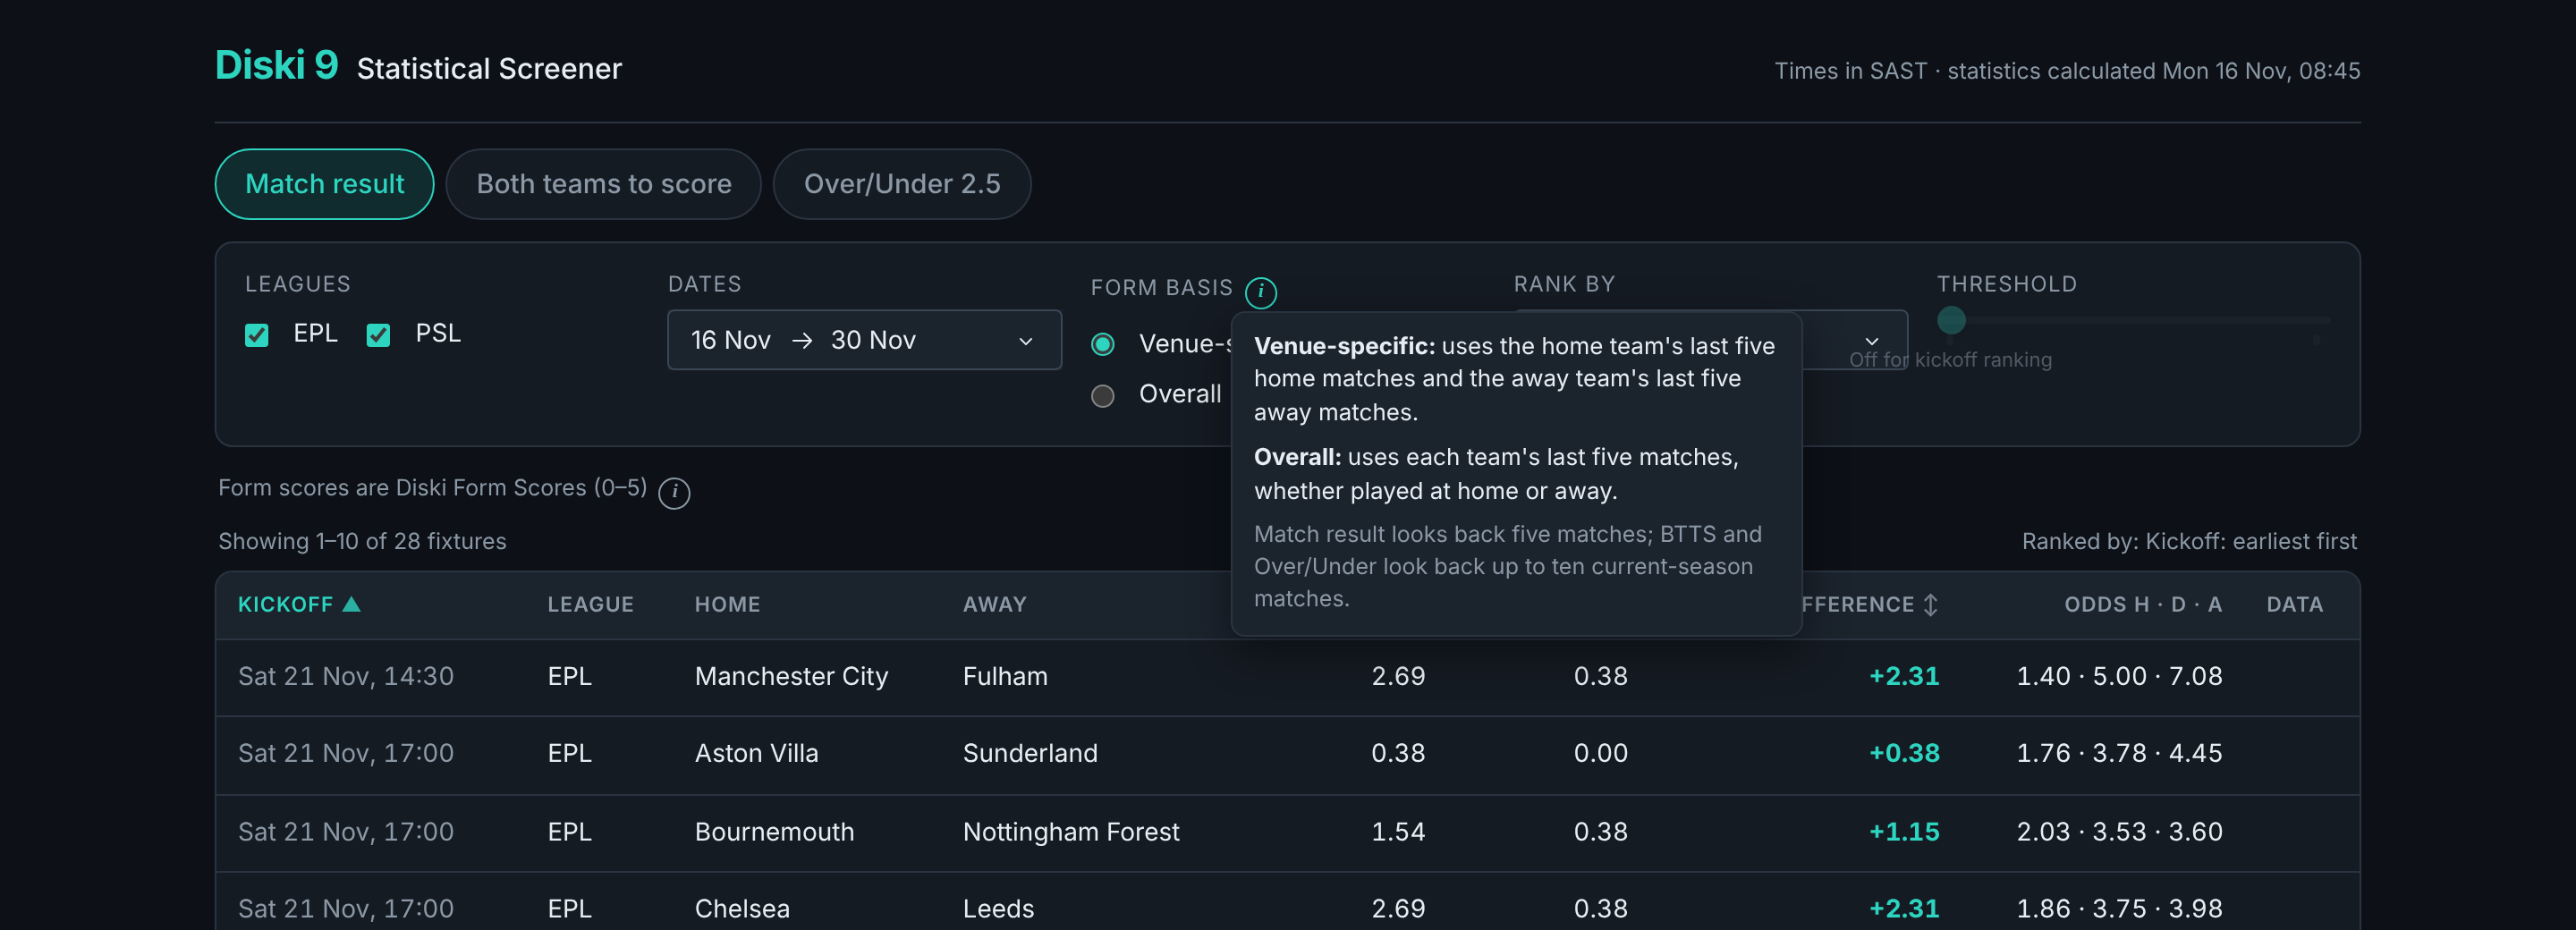 Diski 9 Statistical Screener
Times in SAST · statistics calculated Mon 16 Nov, 08:45
Match result
Both teams to score
Over/Under 2.5
LEAGUES
EPL
PSL
DATES
16 Nov → 30 Nov
FORM BASIS i
Venue-s
Overall
RANK BY
THRESHOLD
Off for kickoff ranking
Venue-specific: uses the home team's last five
home matches and the away team's last five
away matches.
Overall: uses each team's last five matches,
whether played at home or away.
Match result looks back five matches; BTTS and
Over/Under look back up to ten current-season
matches.
Form scores are Diski Form Scores (0–5) i
Showing 1–10 of 28 fixtures
Ranked by: Kickoff: earliest first
KICKOFF ▲ LEAGUE HOME AWAY FFERENCE ↕ ODDS H · D · A DATA
Sat 21 Nov, 14:30 EPL Manchester City Fulham 2.69 0.38 +2.31 1.40 · 5.00 · 7.08
Sat 21 Nov, 17:00 EPL Aston Villa Sunderland 0.38 0.00 +0.38 1.76 · 3.78 · 4.45
Sat 21 Nov, 17:00 EPL Bournemouth Nottingham Forest 1.54 0.38 +1.15 2.03 · 3.53 · 3.60
Sat 21 Nov, 17:00 EPL Chelsea Leeds 2.69 0.38 +2.31 1.86 · 3.75 · 3.98